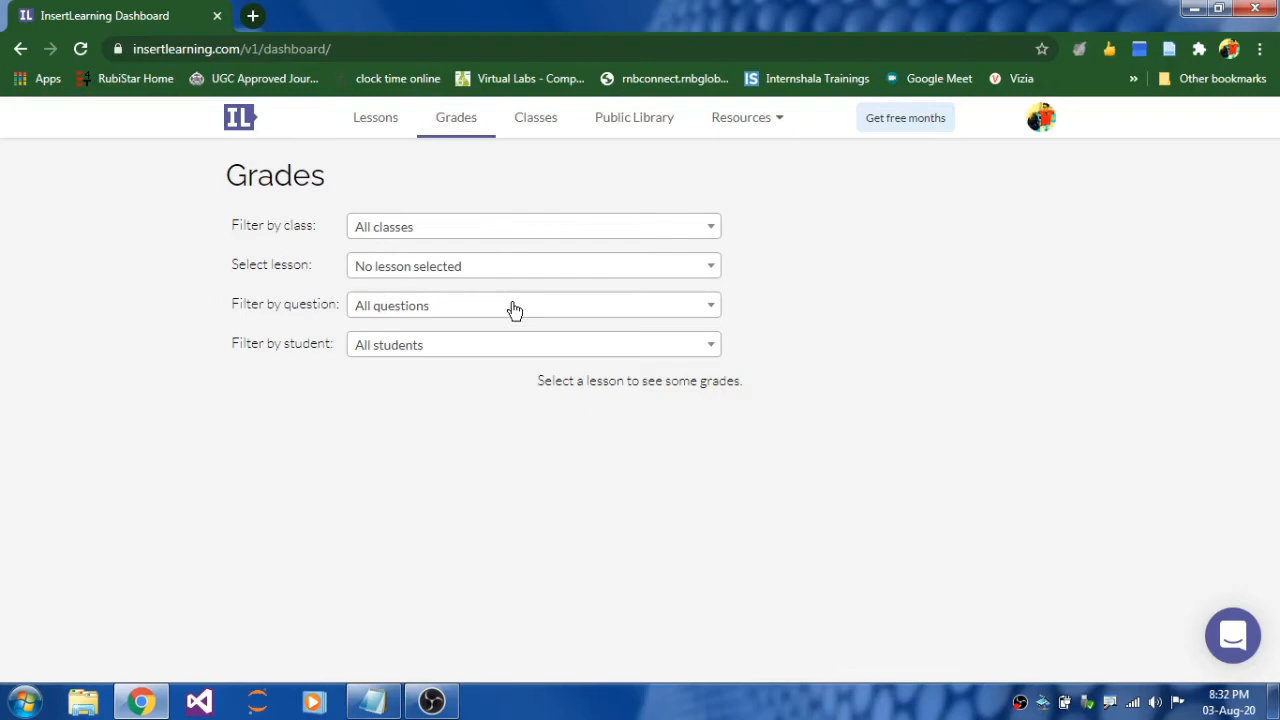 IL InsertLearning Dashboard
insertlearning.com/v1/dashboard/
Apps RubiStar Home UGC Approved Jour... clock time online Virtual Labs - Comp... rnbconnect.rnbglob... IS Internshala Trainings Google Meet V Vizia » Other bookmarks
IL Lessons Grades Classes Public Library Resources Get free months
Grades
Filter by class: All classes
Select lesson: No lesson selected
Filter by question: All questions
Filter by student: All students
Select a lesson to see some grades.
8:32 PM
03-Aug-20